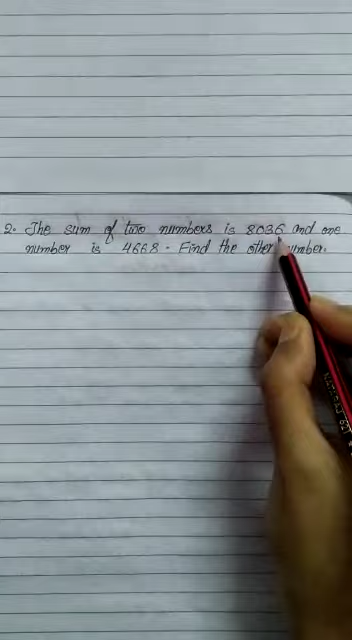 2. The sum of two numbers is 8036 and one
number is 4668. Find the other number.